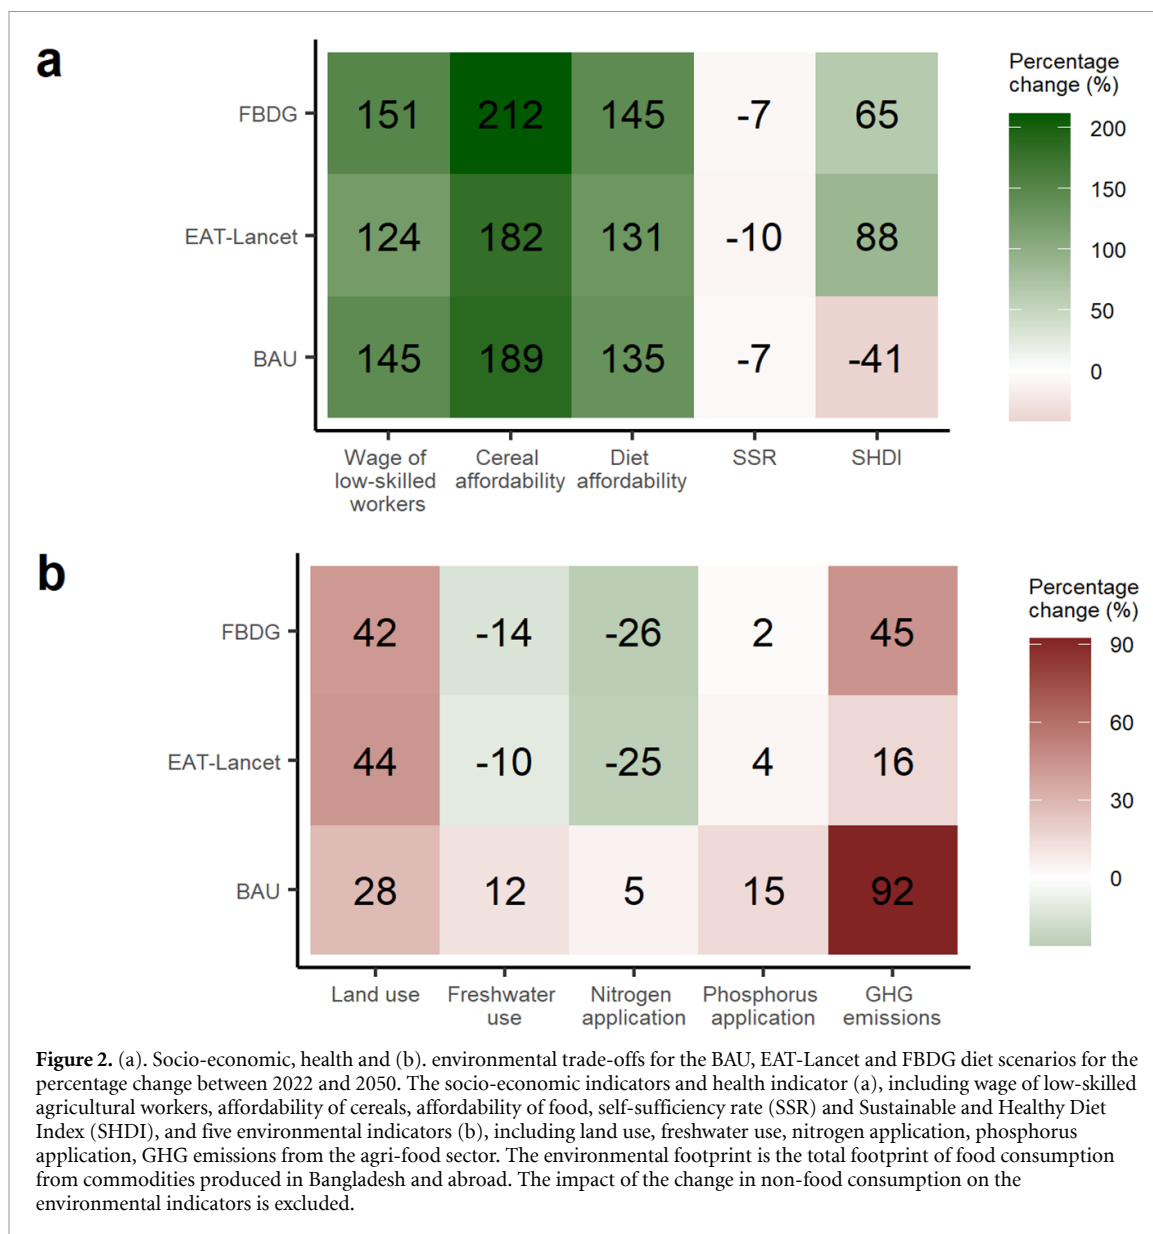 a
Percentage
change (%)
FBDG
151 212 145 -7 65
EAT-Lancet
124 182 131 -10 88
BAU
145 189 135 -7 -41
200
150
100
50
0
Wage of
low-skilled
workers
Cereal
affordability
Diet
affordability
SSR
SHDI
b
Percentage
change (%)
FBDG
42 -14 -26 2 45
EAT-Lancet
44 -10 -25 4 16
BAU
28 12 5 15 92
90
60
30
0
Land use
Freshwater
use
Nitrogen
application
Phosphorus
application
GHG
emissions
Figure 2. (a). Socio-economic, health and (b). environmental trade-offs for the BAU, EAT-Lancet and FBDG diet scenarios for the
percentage change between 2022 and 2050. The socio-economic indicators and health indicator (a), including wage of low-skilled
agricultural workers, affordability of cereals, affordability of food, self-sufficiency rate (SSR) and Sustainable and Healthy Diet
Index (SHDI), and five environmental indicators (b), including land use, freshwater use, nitrogen application, phosphorus
application, GHG emissions from the agri-food sector. The environmental footprint is the total footprint of food consumption
from commodities produced in Bangladesh and abroad. The impact of the change in non-food consumption on the
environmental indicators is excluded.